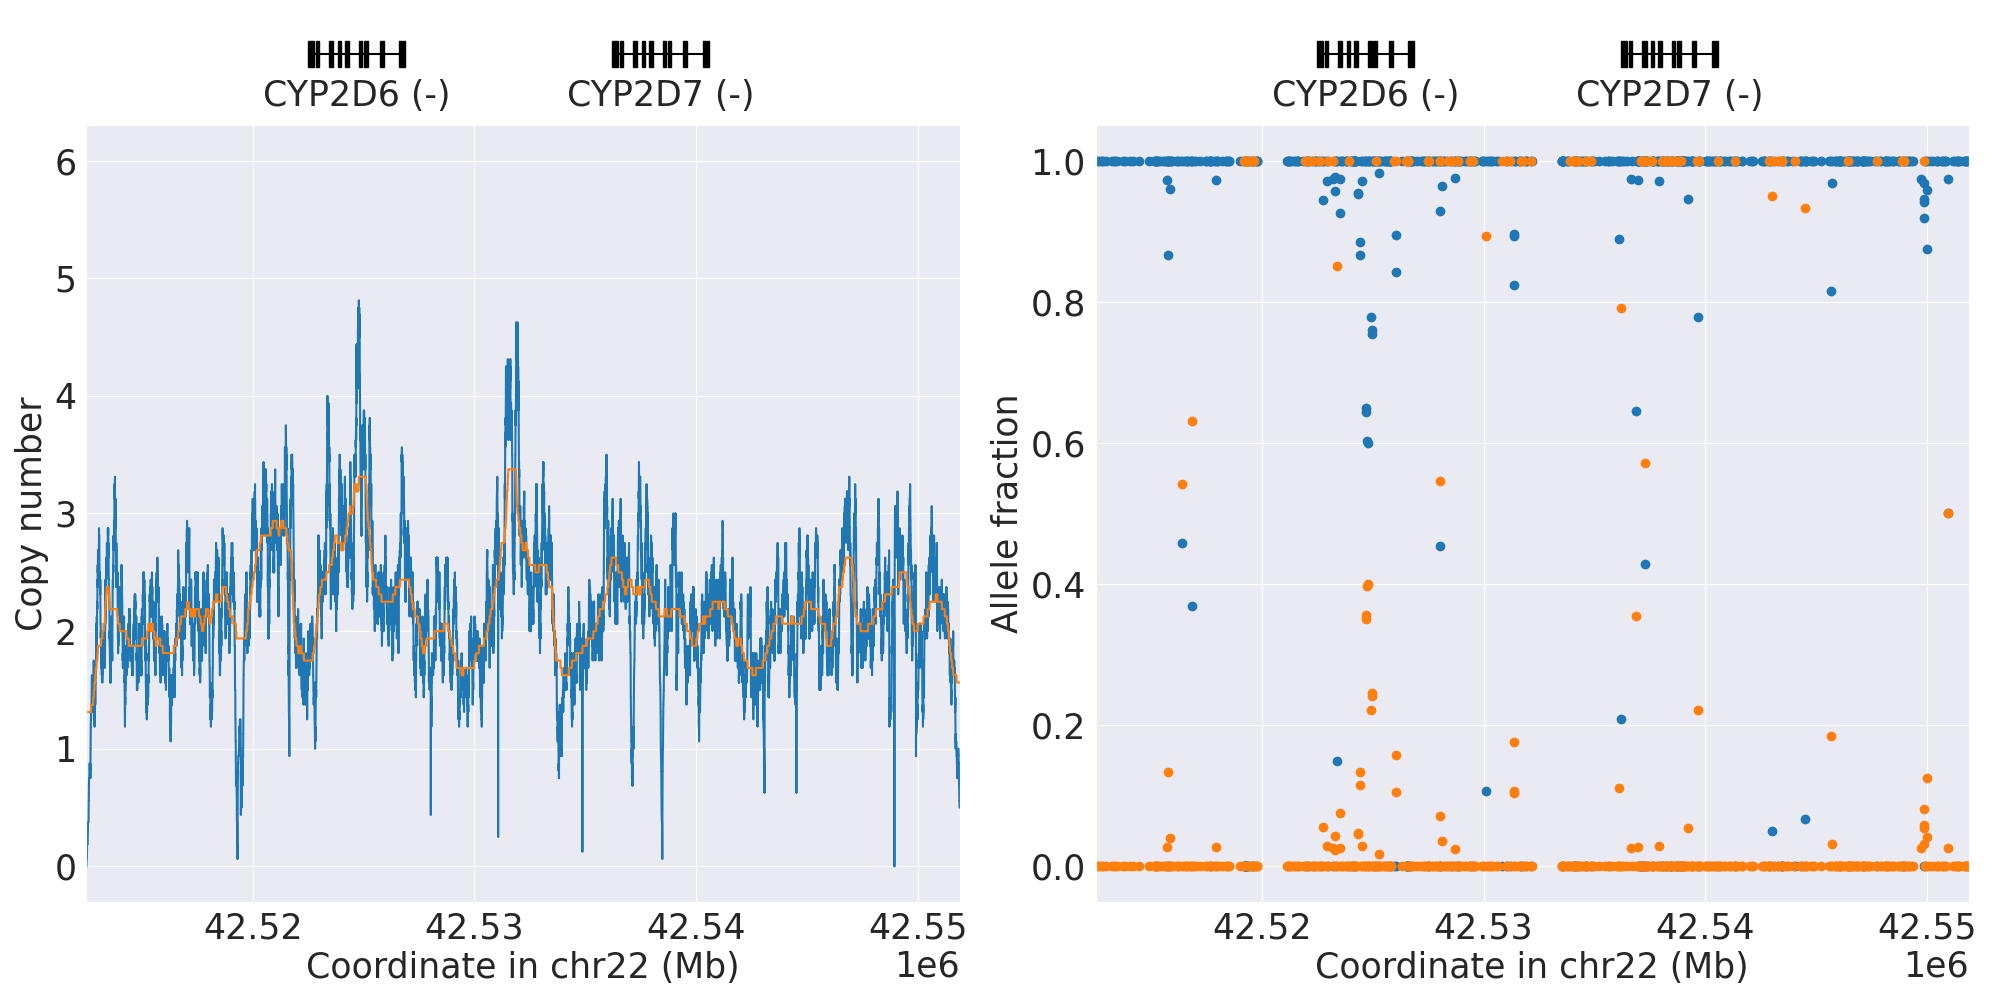 CYP2D6 (-)
CYP2D7 (-)
6
5
4
3
2
1
0
Copy number
42.52
42.53
42.54
42.55
Coordinate in chr22 (Mb)
1e6
CYP2D6 (-)
CYP2D7 (-)
1.0
0.8
0.6
0.4
0.2
0.0
Allele fraction
42.52
42.53
42.54
42.55
Coordinate in chr22 (Mb)
1e6